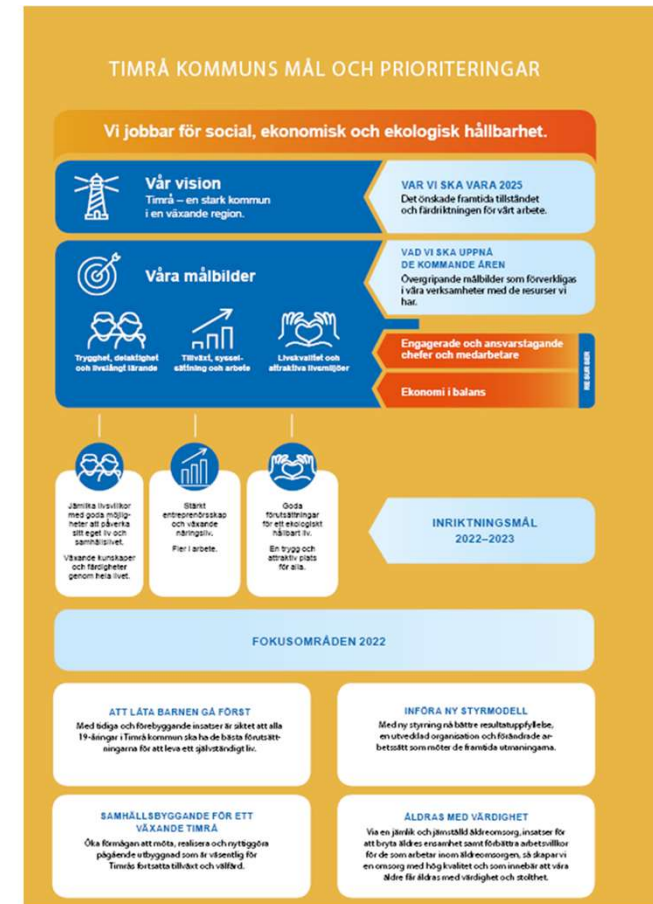 TIMRÅ KOMMUNS MÅL OCH PRIORITERINGAR
Vi jobbar för social, ekonomisk och ekologisk hållbarhet.
Vår vision
Timrå – en stark kommun
i en växande region.
VAR VI SKA VARA 2025
Det önskade framtida tillståndet
och färdriktningen för vårt arbete.
Våra målbilder
VAD VI SKA UPPNÅ
DE KOMMANDE ÅREN
Övergripande målbilder som förverkligas
i våra verksamheter med de resurser vi
har.
Trygghet, delaktighet
och livslångt lärande
Tillväxt, syssel-
sättning och arbete
Livskvalitet och
attraktiva livsmiljöer
Engagerade och ansvarstagande
chefer och medarbetare
Ekonomi i balans
RESURSER
Jämlika livsvillkor
med goda möjlig-
heter att påverka
sitt eget liv och
samhällslivet.
Växande kunskaper
och färdigheter
genom hela livet.
Stärkt
entreprenörsskap
och växande
näringsliv.
Fler i arbete.
Goda
förutsättningar
för ett ekologiskt
hållbart liv.
En trygg och
attraktiv plats
för alla.
INRIKTNINGSMÅL
2022–2023
FOKUSOMRÅDEN 2022
ATT LÅTA BARNEN GÅ FÖRST
Med tidiga och förebyggande insatser är siktet att alla
19-åringar i Timrå kommun ska ha de bästa förutsätt-
ningarna för att leva ett självständigt liv.
INFÖRA NY STYRMODELL
Med ny styrning nå bättre resultatuppfyllelse,
en utvecklad organisation och förändrade ar-
betssätt som möter de framtida utmaningarna.
SAMHÄLLSBYGGANDE FÖR ETT
VÄXANDE TIMRÅ
Öka förmågan att möta, realisera och nyttiggöra
pågående utbyggnad som är väsentlig för
Timrås fortsatta tillväxt och välfärd.
ÅLDRAS MED VÄRDIGHET
Via en jämlik och jämställd äldreomsorg, insatser för
att bryta äldres ensamhet samt förbättra arbetsvillkor
för de som arbetar inom äldreomsorgen, så skapar vi
en omsorg med hög kvalitet och som innebär att våra
äldre får åldras med värdighet och stolthet.